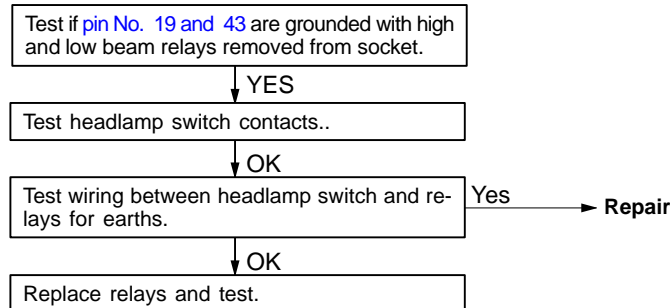 Test if pin No. 19 and 43 are grounded with high
and low beam relays removed from socket.
YES
Test headlamp switch contacts..
OK
Test wiring between headlamp switch and re-
lays for earths.
Yes
Repair
OK
Replace relays and test.